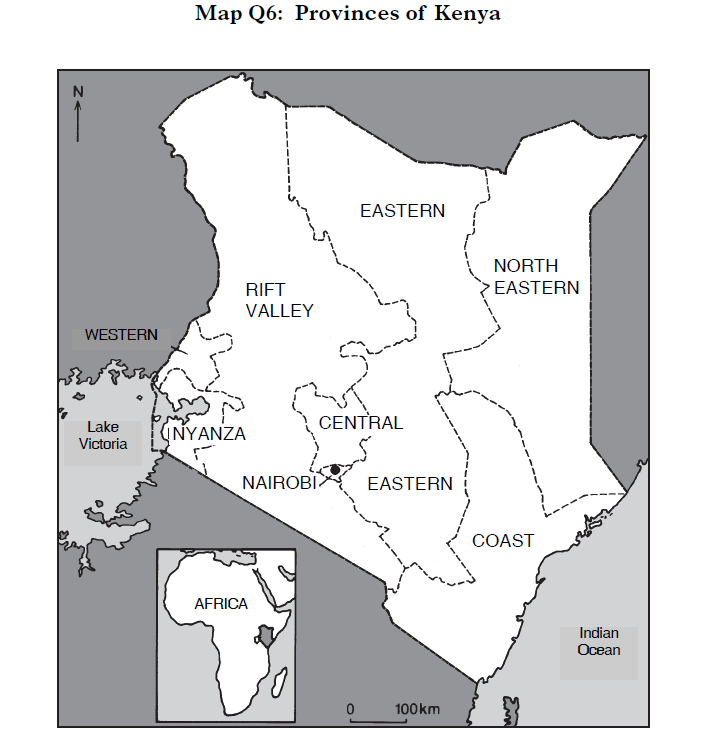 Map Q6: Provinces of Kenya
N
EASTERN
NORTH
EASTERN
RIFT
VALLEY
WESTERN
Lake
Victoria
NYANZA
CENTRAL
NAIROBI
EASTERN
COAST
AFRICA
Indian
Ocean
0 100km